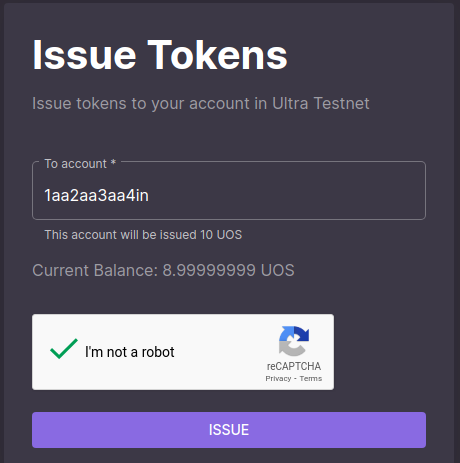 Issue Tokens
Issue tokens to your account in Ultra Testnet
To account *
1aa2aa3aa4in
This account will be issued 10 UOS
Current Balance: 8.99999999 UOS
I'm not a robot
reCAPTCHA
Privacy - Terms
ISSUE